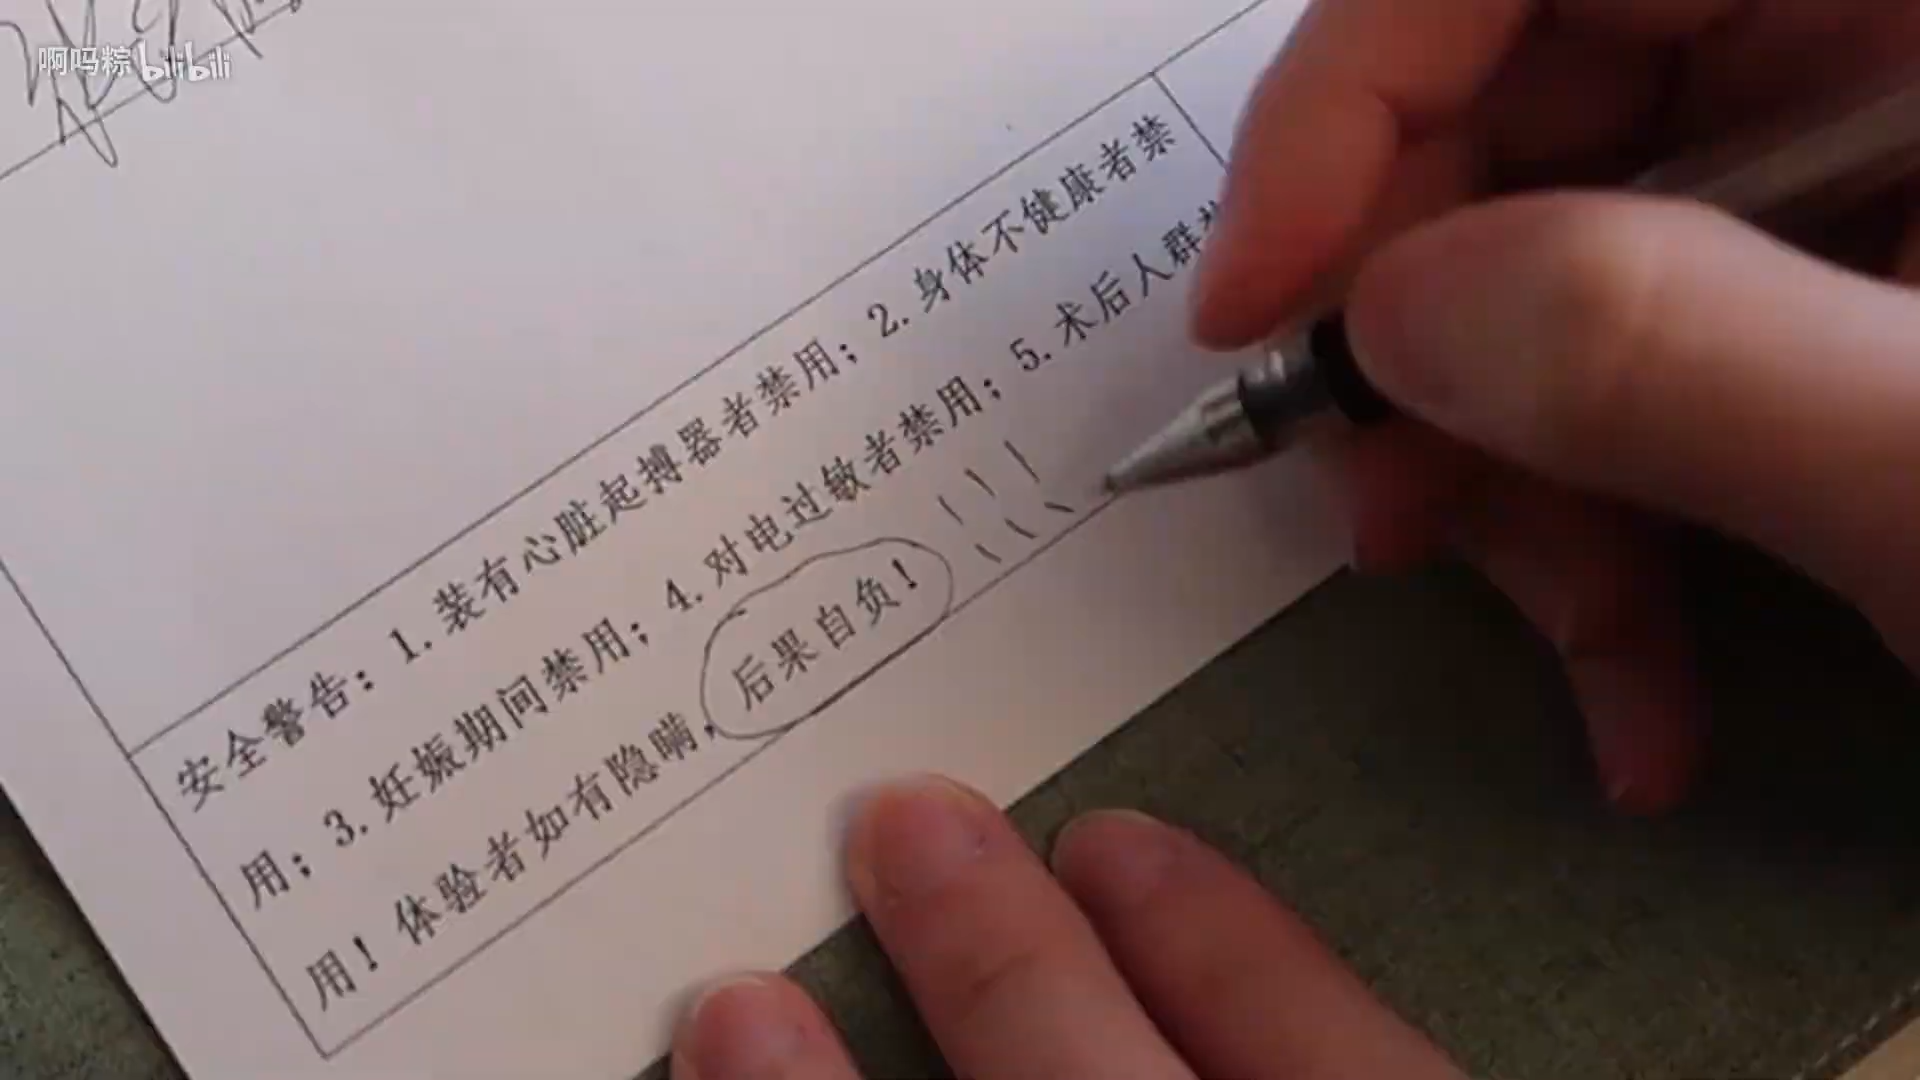 啊吗粽 bilibili
安全警告：1.装有心脏起搏器者禁用；2.身体不健康者禁
用；3.妊娠期间禁用；4.对电过敏者禁用；5.术后人群
用！体验者如有隐瞒，后果自负！